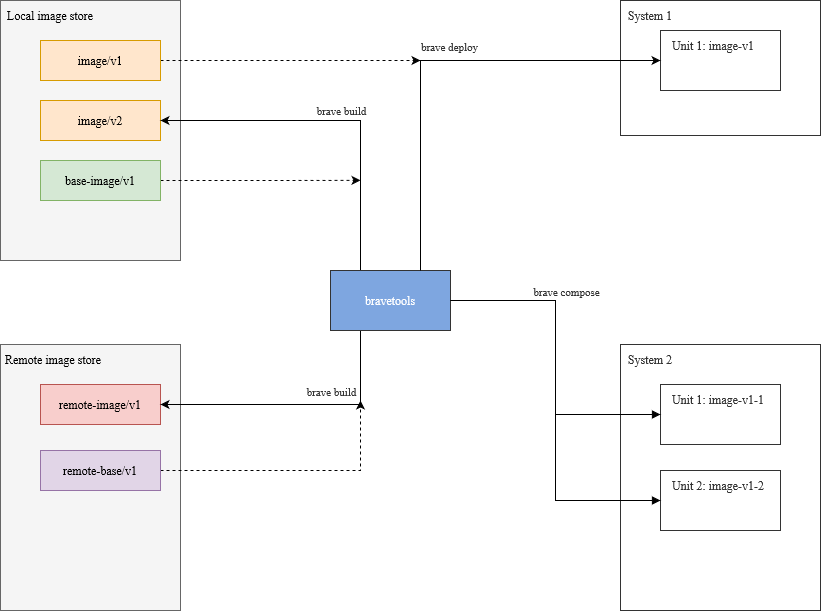 Local image store
image/v1
image/v2
base-image/v1
brave build
brave deploy
System 1
Unit 1: image-v1
bravetools
brave compose
Remote image store
remote-image/v1
remote-base/v1
brave build
System 2
Unit 1: image-v1-1
Unit 2: image-v1-2